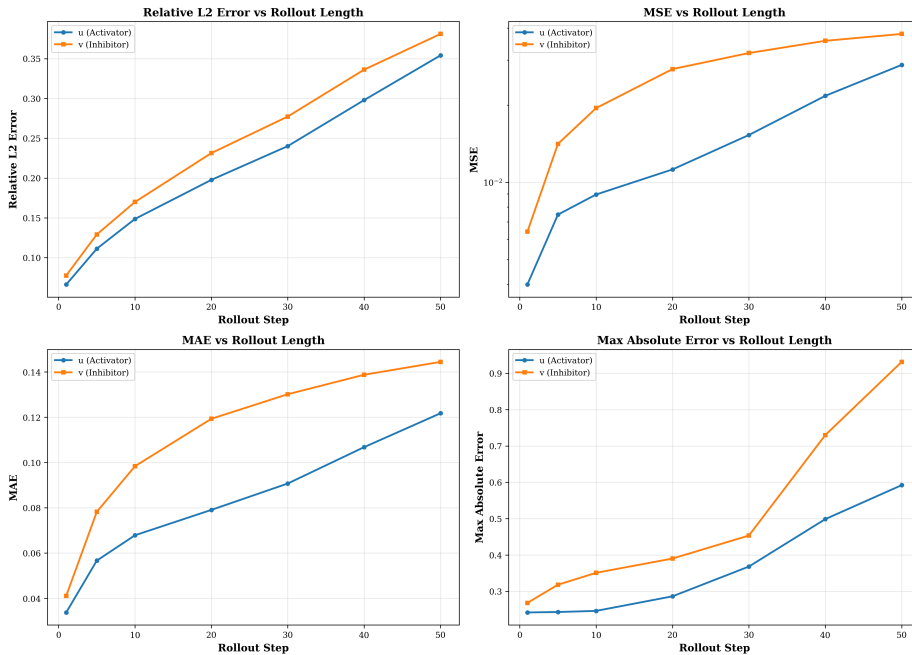 Relative L2 Error vs Rollout Length
u (Activator)
v (Inhibitor)
Relative L2 Error
0.35
0.30
0.25
0.20
0.15
0.10
0 10 20 30 40 50
Rollout Step
MSE vs Rollout Length
u (Activator)
v (Inhibitor)
MSE
10⁻²
0 10 20 30 40 50
Rollout Step
MAE vs Rollout Length
u (Activator)
v (Inhibitor)
MAE
0.14
0.12
0.10
0.08
0.06
0.04
0 10 20 30 40 50
Rollout Step
Max Absolute Error vs Rollout Length
u (Activator)
v (Inhibitor)
Max Absolute Error
0.9
0.8
0.7
0.6
0.5
0.4
0.3
0 10 20 30 40 50
Rollout Step